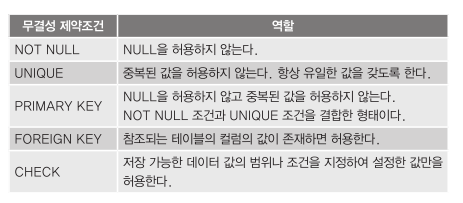 무결성 제약조건 역할
NOT NULL NULL을 허용하지 않는다.
UNIQUE 중복된 값을 허용하지 않는다. 항상 유일한 값을 갖도록 한다.
PRIMARY KEY NULL을 허용하지 않고 중복된 값을 허용하지 않는다.
NOT NULL 조건과 UNIQUE 조건을 결합한 형태이다.
FOREIGN KEY 참조되는 테이블의 컬럼의 값이 존재하면 허용한다.
CHECK 저장 가능한 데이터 값의 범위나 조건을 지정하여 설정한 값만을
허용한다.